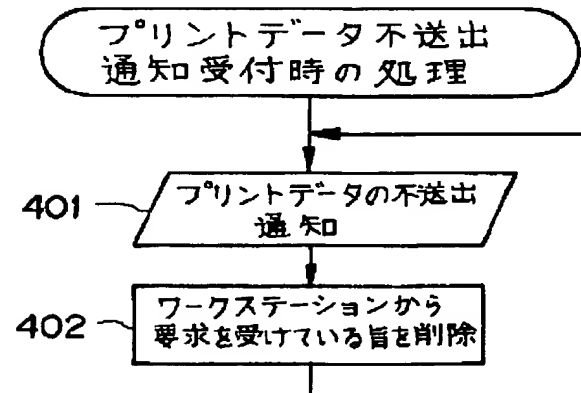 プリントデータ不送出
通知受付時の処理
401
プリントデータの不送出
通知
402
ワークステーションから
要求を受けている旨を削除